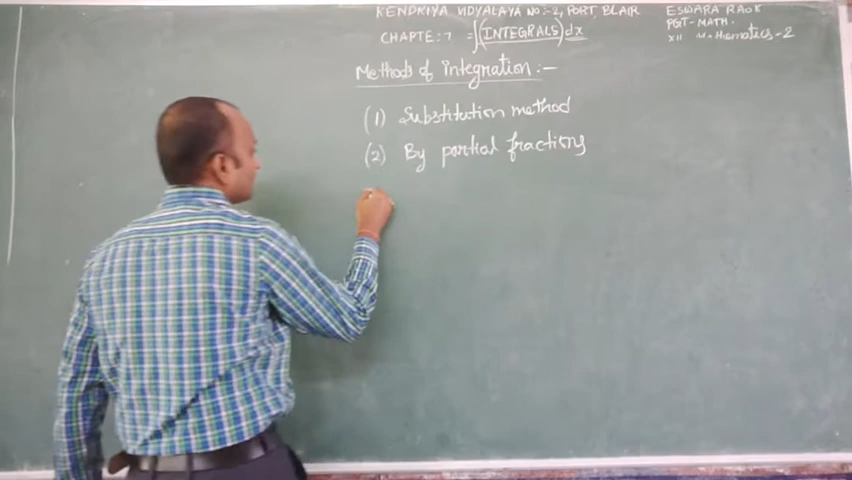 KENDRIYA VIDYALAYA NO:-2, PORT BLAIR
CHAPTE: 7 = ∫(INTEGRALS)dx
ESWARA RAO K
PGT-MATH.
XII Mathematics-2
Methods of integration :-
(1) Substitution method
(2) By partial fractions